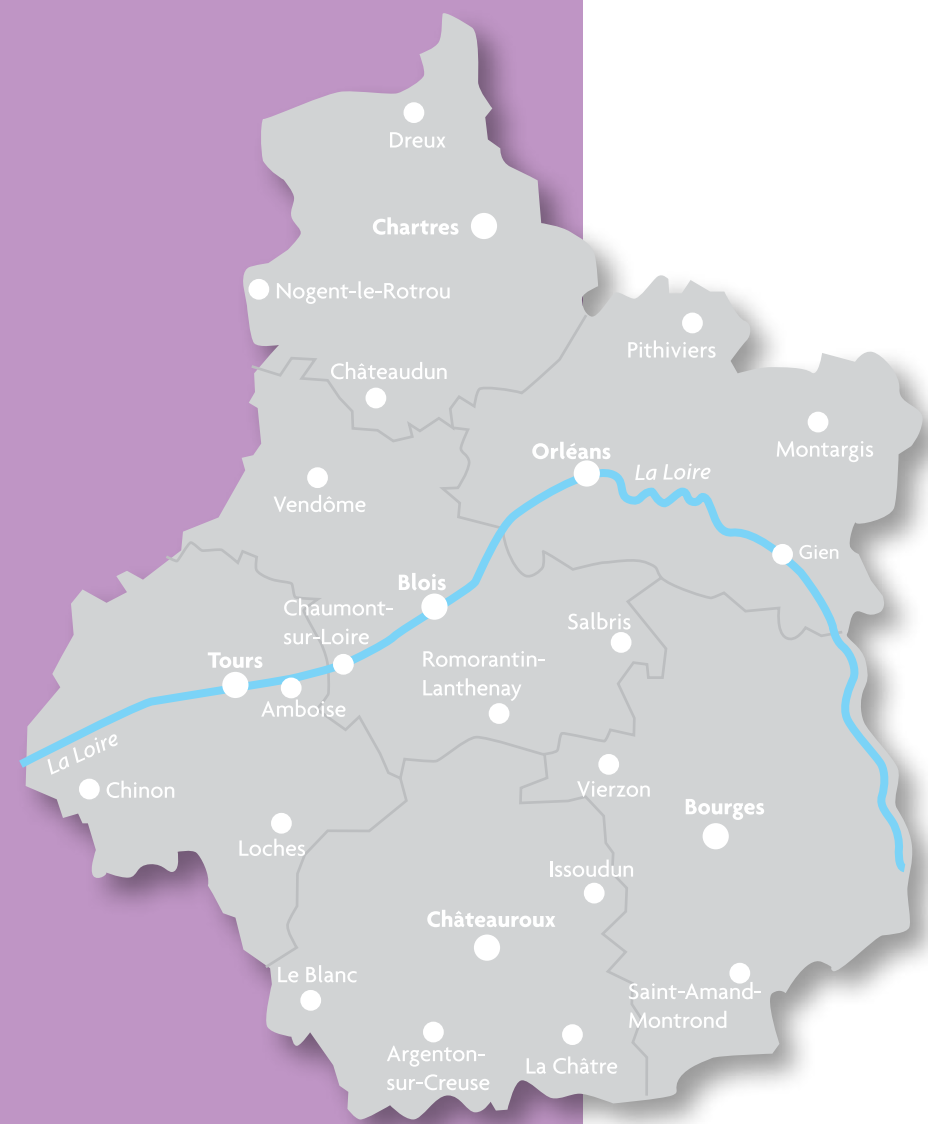 Dreux
Chartres
Nogent-le-Rotrou
Pithiviers
Châteaudun
Montargis
Orléans
La Loire
Vendôme
Gien
Blois
Chaumont-
sur-Loire
Salbris
Tours
Romorantin-
Lanthenay
Amboise
La Loire
Chinon
Vierzon
Bourges
Loches
Issoudun
Châteauroux
Le Blanc
Saint-Amand-
Montrond
Argenton-
sur-Creuse
La Châtre